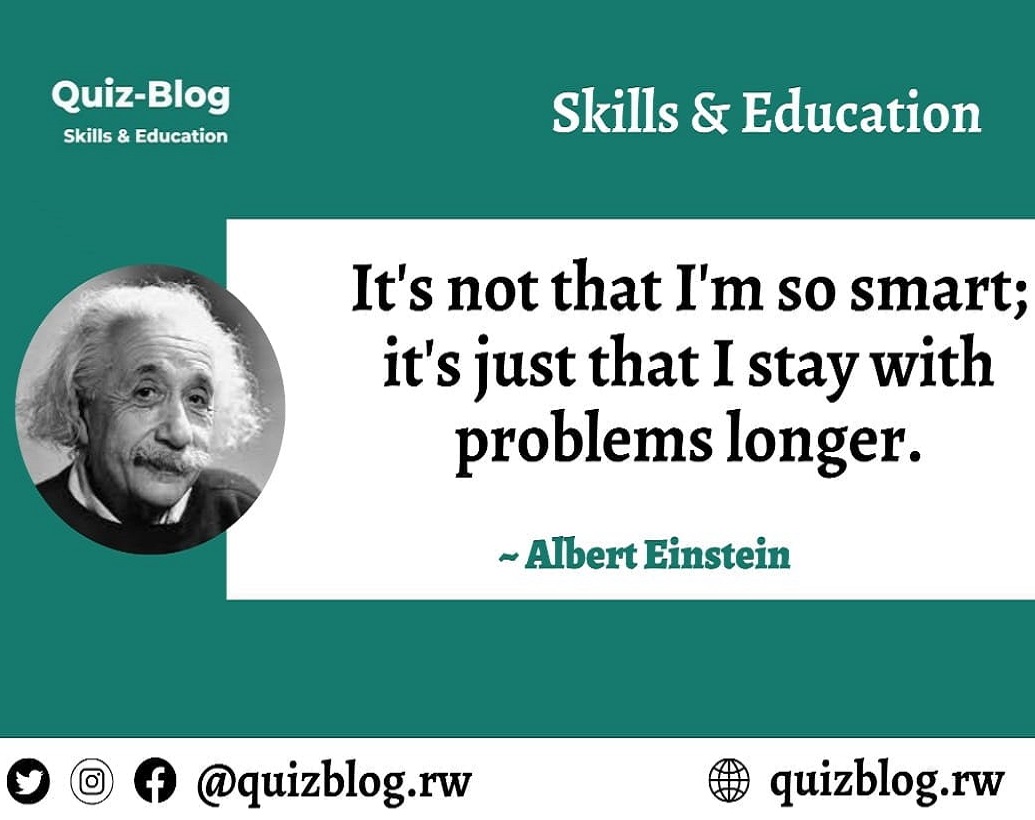 Quiz-Blog
Skills & Education
Skills & Education
It's not that I'm so smart;
it's just that I stay with
problems longer.
~ Albert Einstein
@quizblog.rw
quizblog.rw